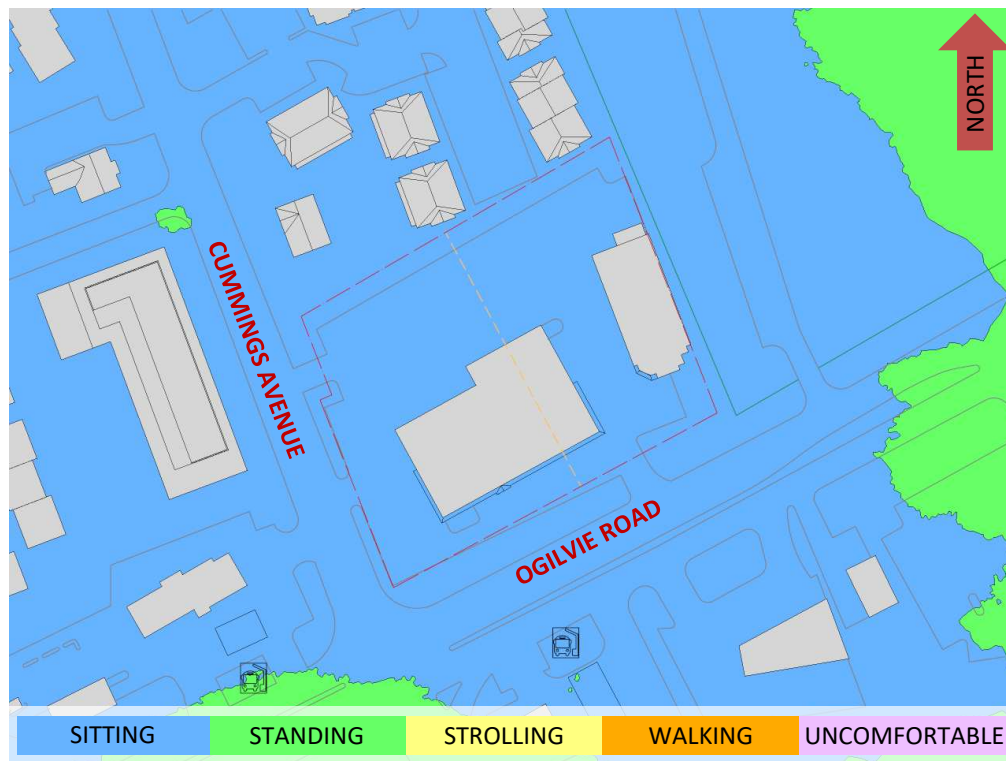 NORTH
CUMMINGS AVENUE
OGILVIE ROAD
SITTING
STANDING
STROLLING
WALKING
UNCOMFORTABLE